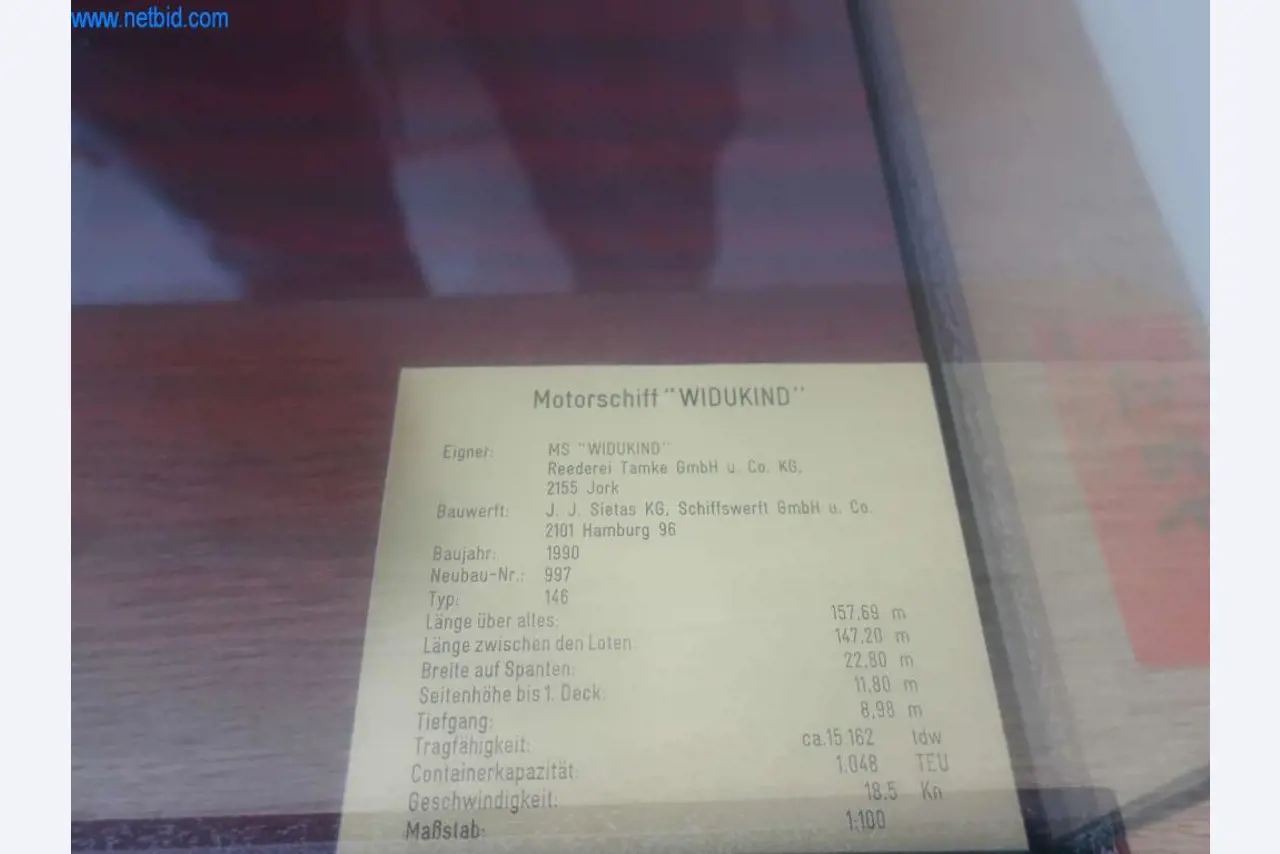 www.netbid.com
Motorschiff "WIDUKIND"
Eigner: MS "WIDUKIND"
Reederei Tamke GmbH u. Co. KG,
2155 Jork
Bauwerft: J. J. Sietas KG, Schiffswerft GmbH u. Co.
2101 Hamburg 96
Baujahr: 1990
Neubau-Nr.: 997
Typ: 146
Länge über alles: 157,69 m
Länge zwischen den Loten: 147,20 m
Breite auf Spanten: 22,80 m
Seitenhöhe bis 1. Deck: 11,80 m
Tiefgang: 8,98 m
Tragfähigkeit: ca.15.162 tdw
Containerkapazität: 1.048 TEU
Geschwindigkeit: 18.5 Kn
Maßstab: 1:100